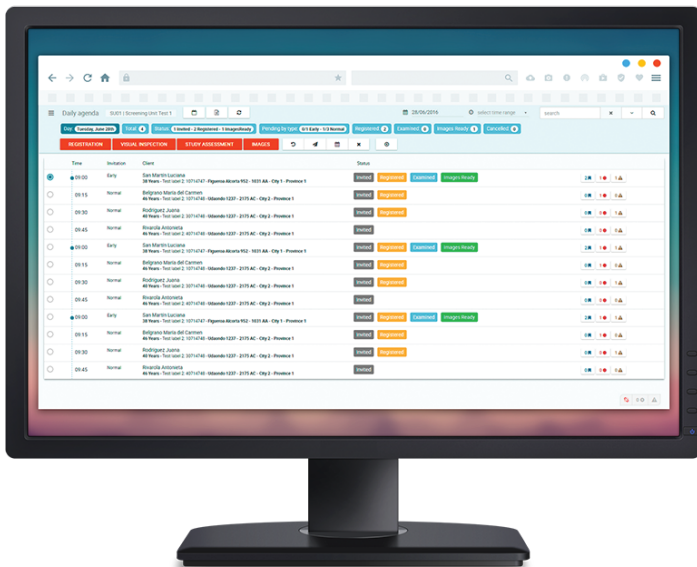 Daily agenda SU01 | Screening Unit Test 1 28/06/2016 select time range search
Day Tuesday, June 28th Total 4 Status 1 Invited - 2 Registered - 1 ImagesReady Pending by type 0/1 Early - 1/3 Normal Registered 2 Examined 0 Images Ready 1 Cancelled 0
REGISTRATION VISUAL INSPECTION STUDY ASSESSMENT IMAGES
Time Invitation Client Status
09:00 Early San Martin Luciana Invited Registered Examined Images Ready
38 Years - Test label 2: 10714747 - Figueroa Alcorta 952 - 1031 AA - City 1 - Province 1
09:15 Normal Belgrano Maria del Carmen Invited Registered
46 Years - Test label 2: 20714748 - Udaondo 1237 - 2175 AC - City 2 - Province 1
09:30 Normal Rodriguez Juana Invited Registered
46 Years - Test label 2: - Udaondo 1237 - 2175 AC - City 2 - Province 1
09:45 Normal Rivarola Antonieta Invited
46 Years - Test label 2: - Udaondo 1237 - 2175 AC - City 2 - Province 1
09:00 Early San Martin Luciana Invited Registered Examined Images Ready
38 Years - Test label 2: 10714747 - Figueroa Alcorta 952 - 1031 AA - City 1 - Province 1
09:15 Normal Belgrano Maria del Carmen Invited Registered
46 Years - Test label 2: 20714748 - Udaondo 1237 - 2175 AC - City 2 - Province 1
09:30 Normal Rodriguez Juana Invited Registered
46 Years - Test label 2: - Udaondo 1237 - 2175 AC - City 2 - Province 1
09:45 Normal Rivarola Antonieta Invited
46 Years - Test label 2: - Udaondo 1237 - 2175 AC - City 2 - Province 1
09:00 Early San Martin Luciana Invited Registered Examined Images Ready
38 Years - Test label 2: 10714747 - Figueroa Alcorta 952 - 1031 AA - City 1 - Province 1
09:15 Normal Belgrano Maria del Carmen Invited Registered
46 Years - Test label 2: 20714748 - Udaondo 1237 - 2175 AC - City 2 - Province 1
09:30 Normal Rodriguez Juana Invited Registered
46 Years - Test label 2: - Udaondo 1237 - 2175 AC - City 2 - Province 1
09:45 Normal Rivarola Antonieta Invited
46 Years - Test label 2: - Udaondo 1237 - 2175 AC - City 2 - Province 1